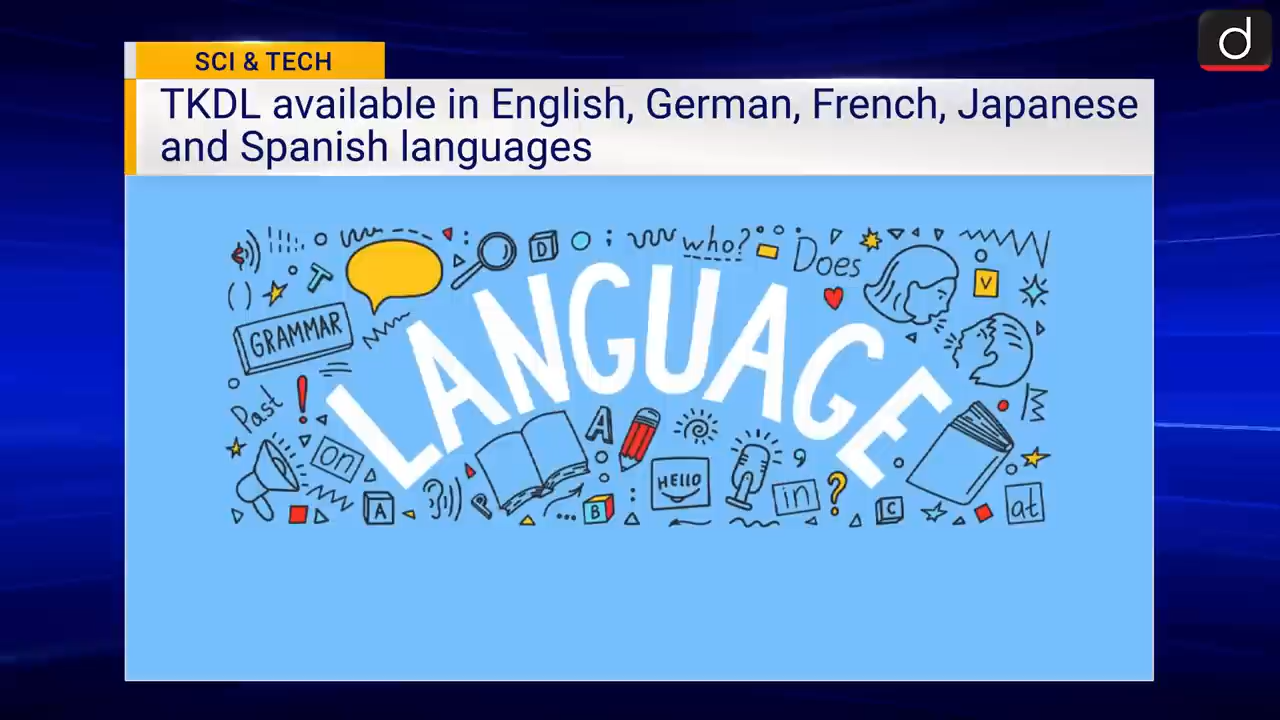 SCI & TECH
d
TKDL available in English, German, French, Japanese
and Spanish languages
who?
Does
D
T
V
GRAMMAR
LANGUAGE
Past
on
A
HELLO
in
at
A
P
B
C